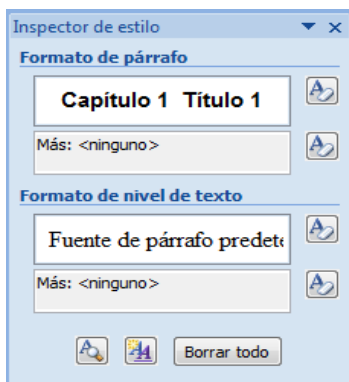 Inspector de estilo
Formato de párrafo
Capítulo 1 Título 1
Más: <ninguno>
Formato de nivel de texto
Fuente de párrafo predete
Más: <ninguno>
Borrar todo